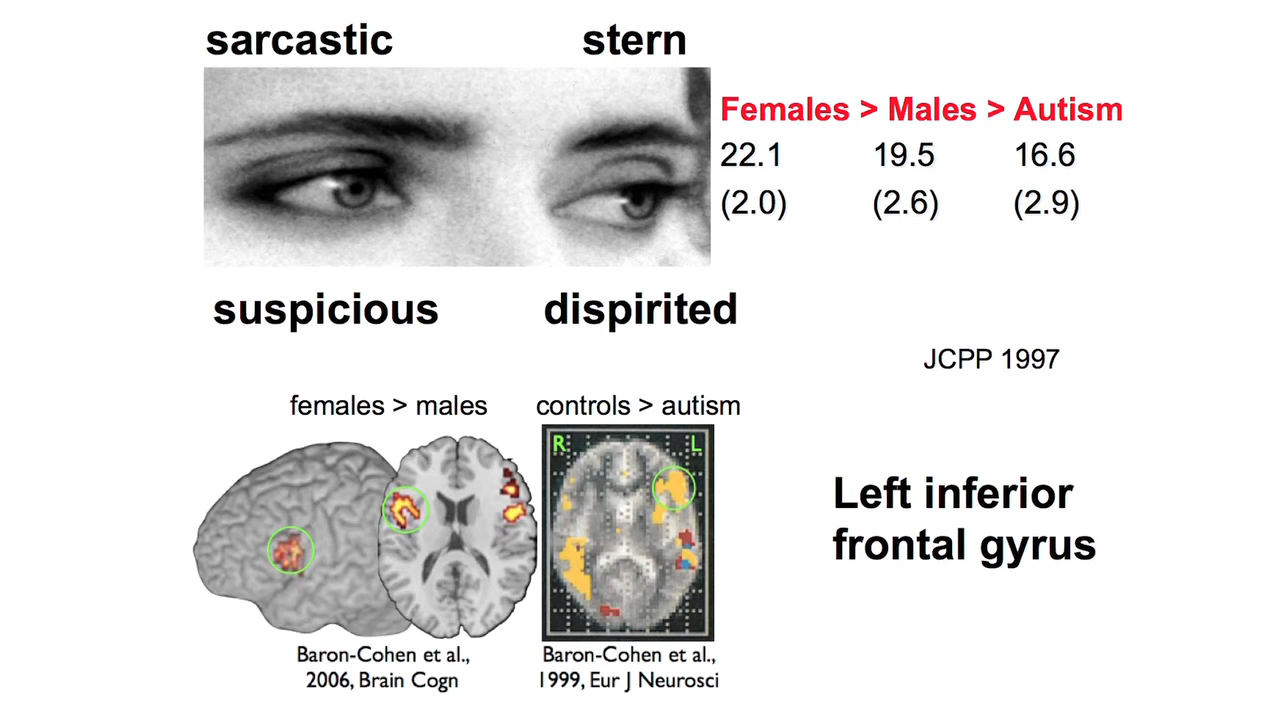 sarcastic stern
Females > Males > Autism
22.1 19.5 16.6
(2.0) (2.6) (2.9)
suspicious dispirited
JCPP 1997
females > males controls > autism
R L
Left inferior
frontal gyrus
Baron-Cohen et al.,
2006, Brain Cogn
Baron-Cohen et al.,
1999, Eur J Neurosci